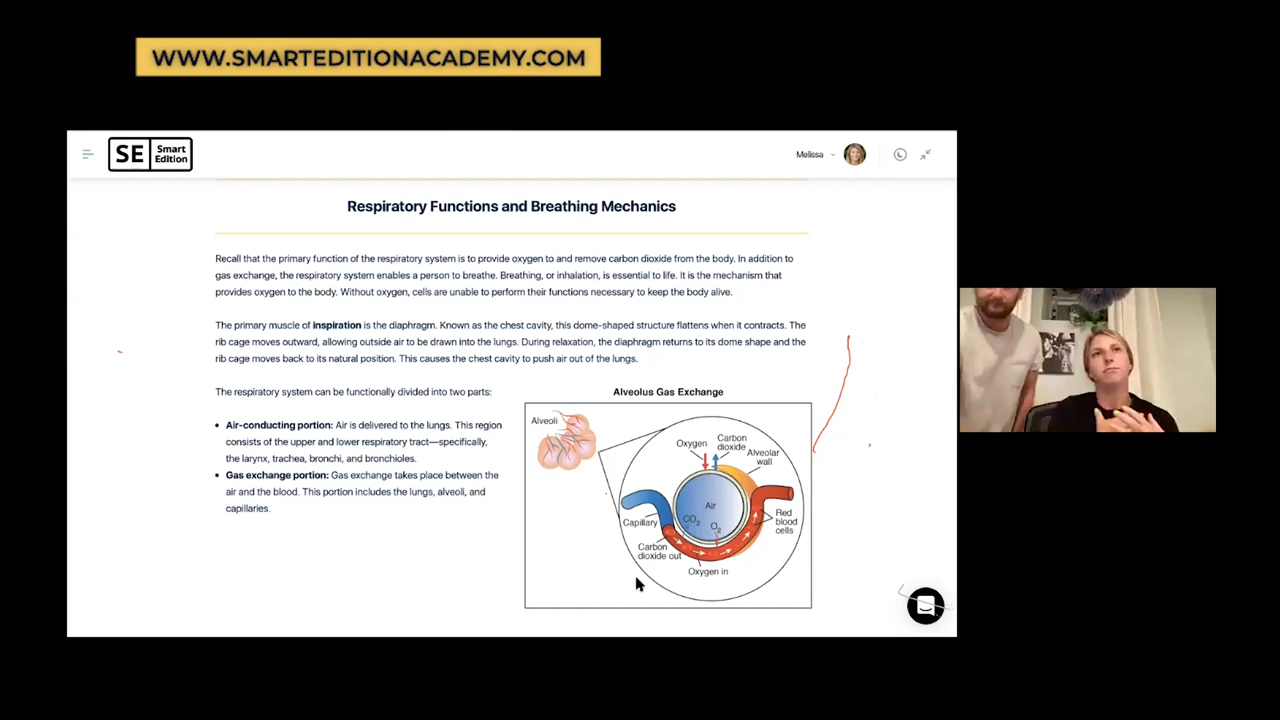 WWW.SMARTEDITIONACADEMY.COM
SE Smart
Edition
Melissa
Respiratory Functions and Breathing Mechanics
Recall that the primary function of the respiratory system is to provide oxygen to and remove carbon dioxide from the body. In addition to
gas exchange, the respiratory system enables a person to breathe. Breathing, or inhalation, is essential to life. It is the mechanism that
provides oxygen to the body. Without oxygen, cells are unable to perform their functions necessary to keep the body alive.
The primary muscle of inspiration is the diaphragm. Known as the chest cavity, this dome-shaped structure flattens when it contracts. The
rib cage moves outward, allowing outside air to be drawn into the lungs. During relaxation, the diaphragm returns to its dome shape and the
rib cage moves back to its natural position. This causes the chest cavity to push air out of the lungs.
The respiratory system can be functionally divided into two parts:
• Air-conducting portion: Air is delivered to the lungs. This region
consists of the upper and lower respiratory tract—specifically,
the larynx, trachea, bronchi, and bronchioles.
• Gas exchange portion: Gas exchange takes place between the
air and the blood. This portion includes the lungs, alveoli, and
capillaries.
Alveolus Gas Exchange
Alveoli
Oxygen
Carbon
dioxide
Alveolar
wall
Air
CO2
O2
Capillary
Red
blood
cells
Carbon
dioxide out
Oxygen in